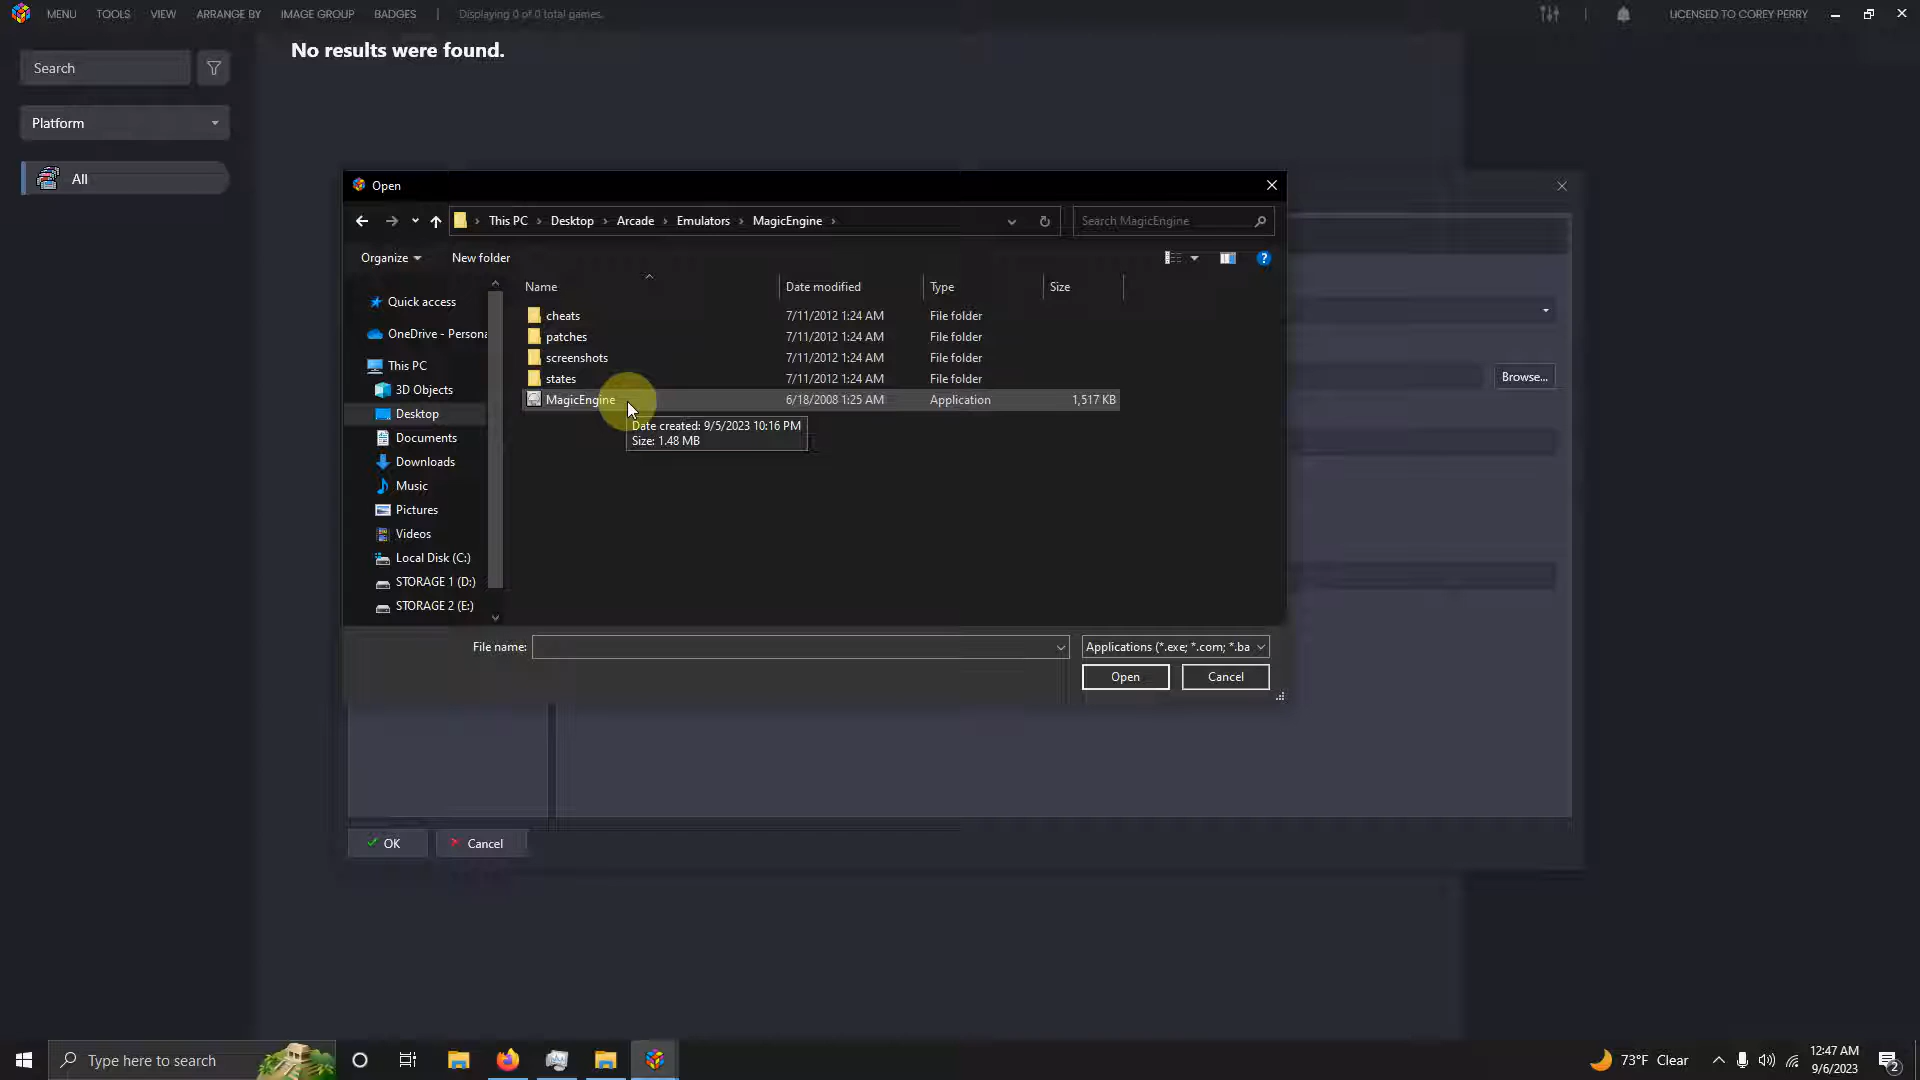 MENU TOOLS VIEW ARRANGE BY IMAGE GROUP BADGES Displaying 0 of 0 total games. LICENSED TO COREY PERRY
No results were found.
Search
Platform
All
Open
This PC Desktop Arcade Emulators MagicEngine Search MagicEngine
Organize New folder
Name Date modified Type Size
Quick access
OneDrive - Persona
This PC
3D Objects
Desktop
Documents
Downloads
Music
Pictures
Videos
Local Disk (C:)
STORAGE 1 (D:)
STORAGE 2 (E:)
cheats 7/11/2012 1:24 AM File folder
patches 7/11/2012 1:24 AM File folder
screenshots 7/11/2012 1:24 AM File folder
states 7/11/2012 1:24 AM File folder
MagicEngine 6/18/2008 1:25 AM Application 1,517 KB
Date created: 9/5/2023 10:16 PM
Size: 1.48 MB
Browse...
File name: Applications (*.exe; *.com; *.ba
Open Cancel
OK Cancel
Type here to search
73°F Clear
12:47 AM
9/6/2023
2